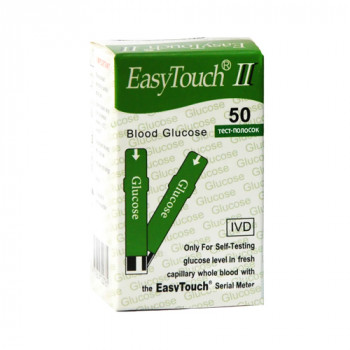 EasyTouch® II
Blood Glucose
50
тест-полосок
Glucose
Glucose
IVD
Only For Self-Testing
glucose level in fresh
capillary whole blood with
the EasyTouch® Serial Meter